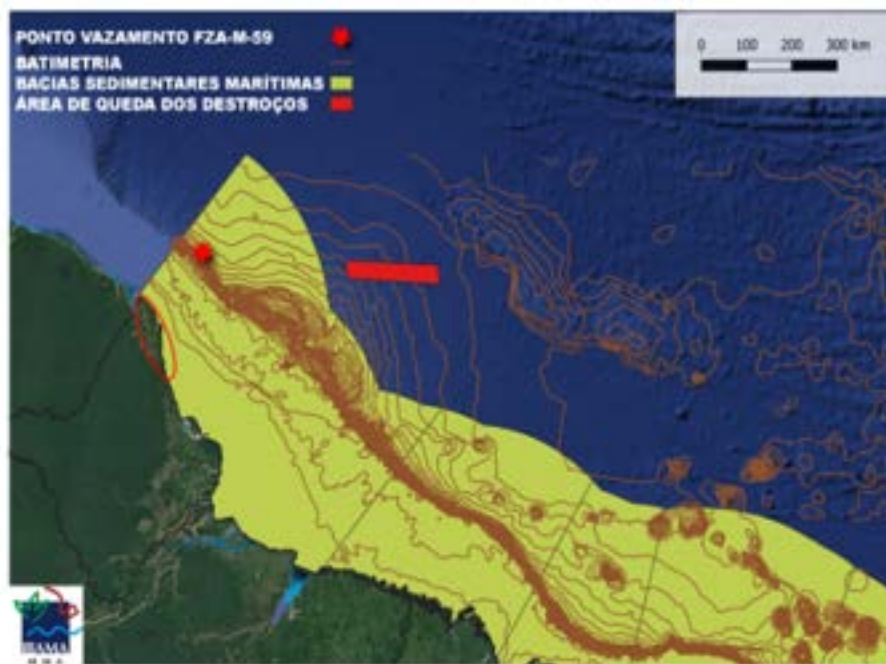 PONTO VAZAMENTO FZA-M-59
BATIMETRIA
BACIAS SEDIMENTARES MARÍTIMAS
ÁREA DE QUEDA DOS DESTROÇOS
0 100 200 300 km
IBAMA
M M A